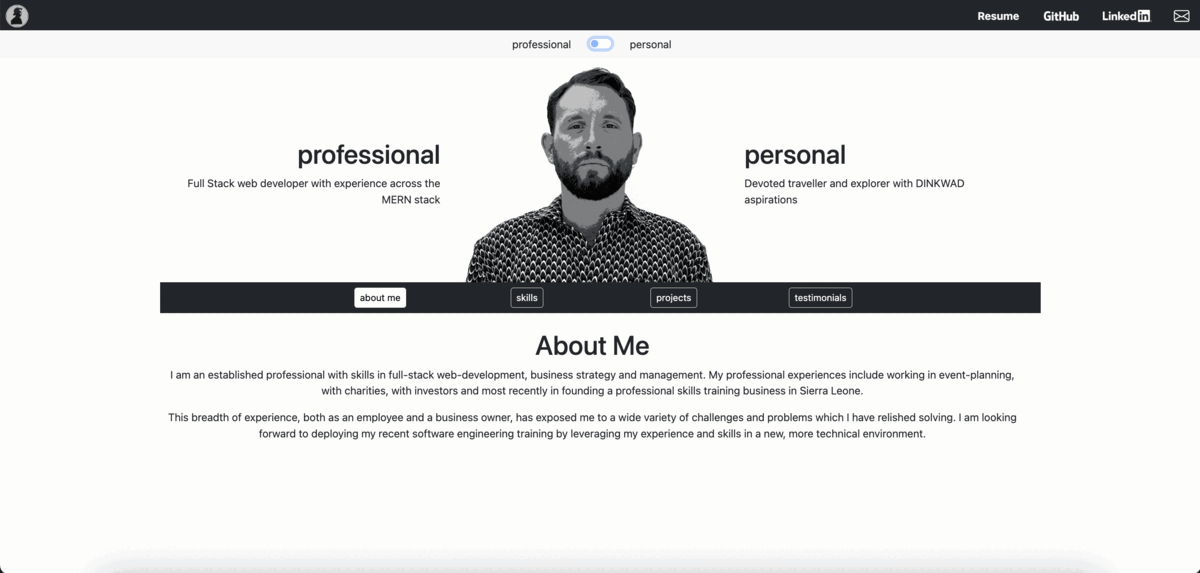 Resume GitHub LinkedIn
professional personal
professional
Full Stack web developer with experience across the
MERN stack
personal
Devoted traveller and explorer with DINKWAD
aspirations
about me skills projects testimonials
About Me
I am an established professional with skills in full-stack web-development, business strategy and management. My professional experiences include working in event-planning,
with charities, with investors and most recently in founding a professional skills training business in Sierra Leone.
This breadth of experience, both as an employee and a business owner, has exposed me to a wide variety of challenges and problems which I have relished solving. I am looking
forward to deploying my recent software engineering training by leveraging my experience and skills in a new, more technical environment.